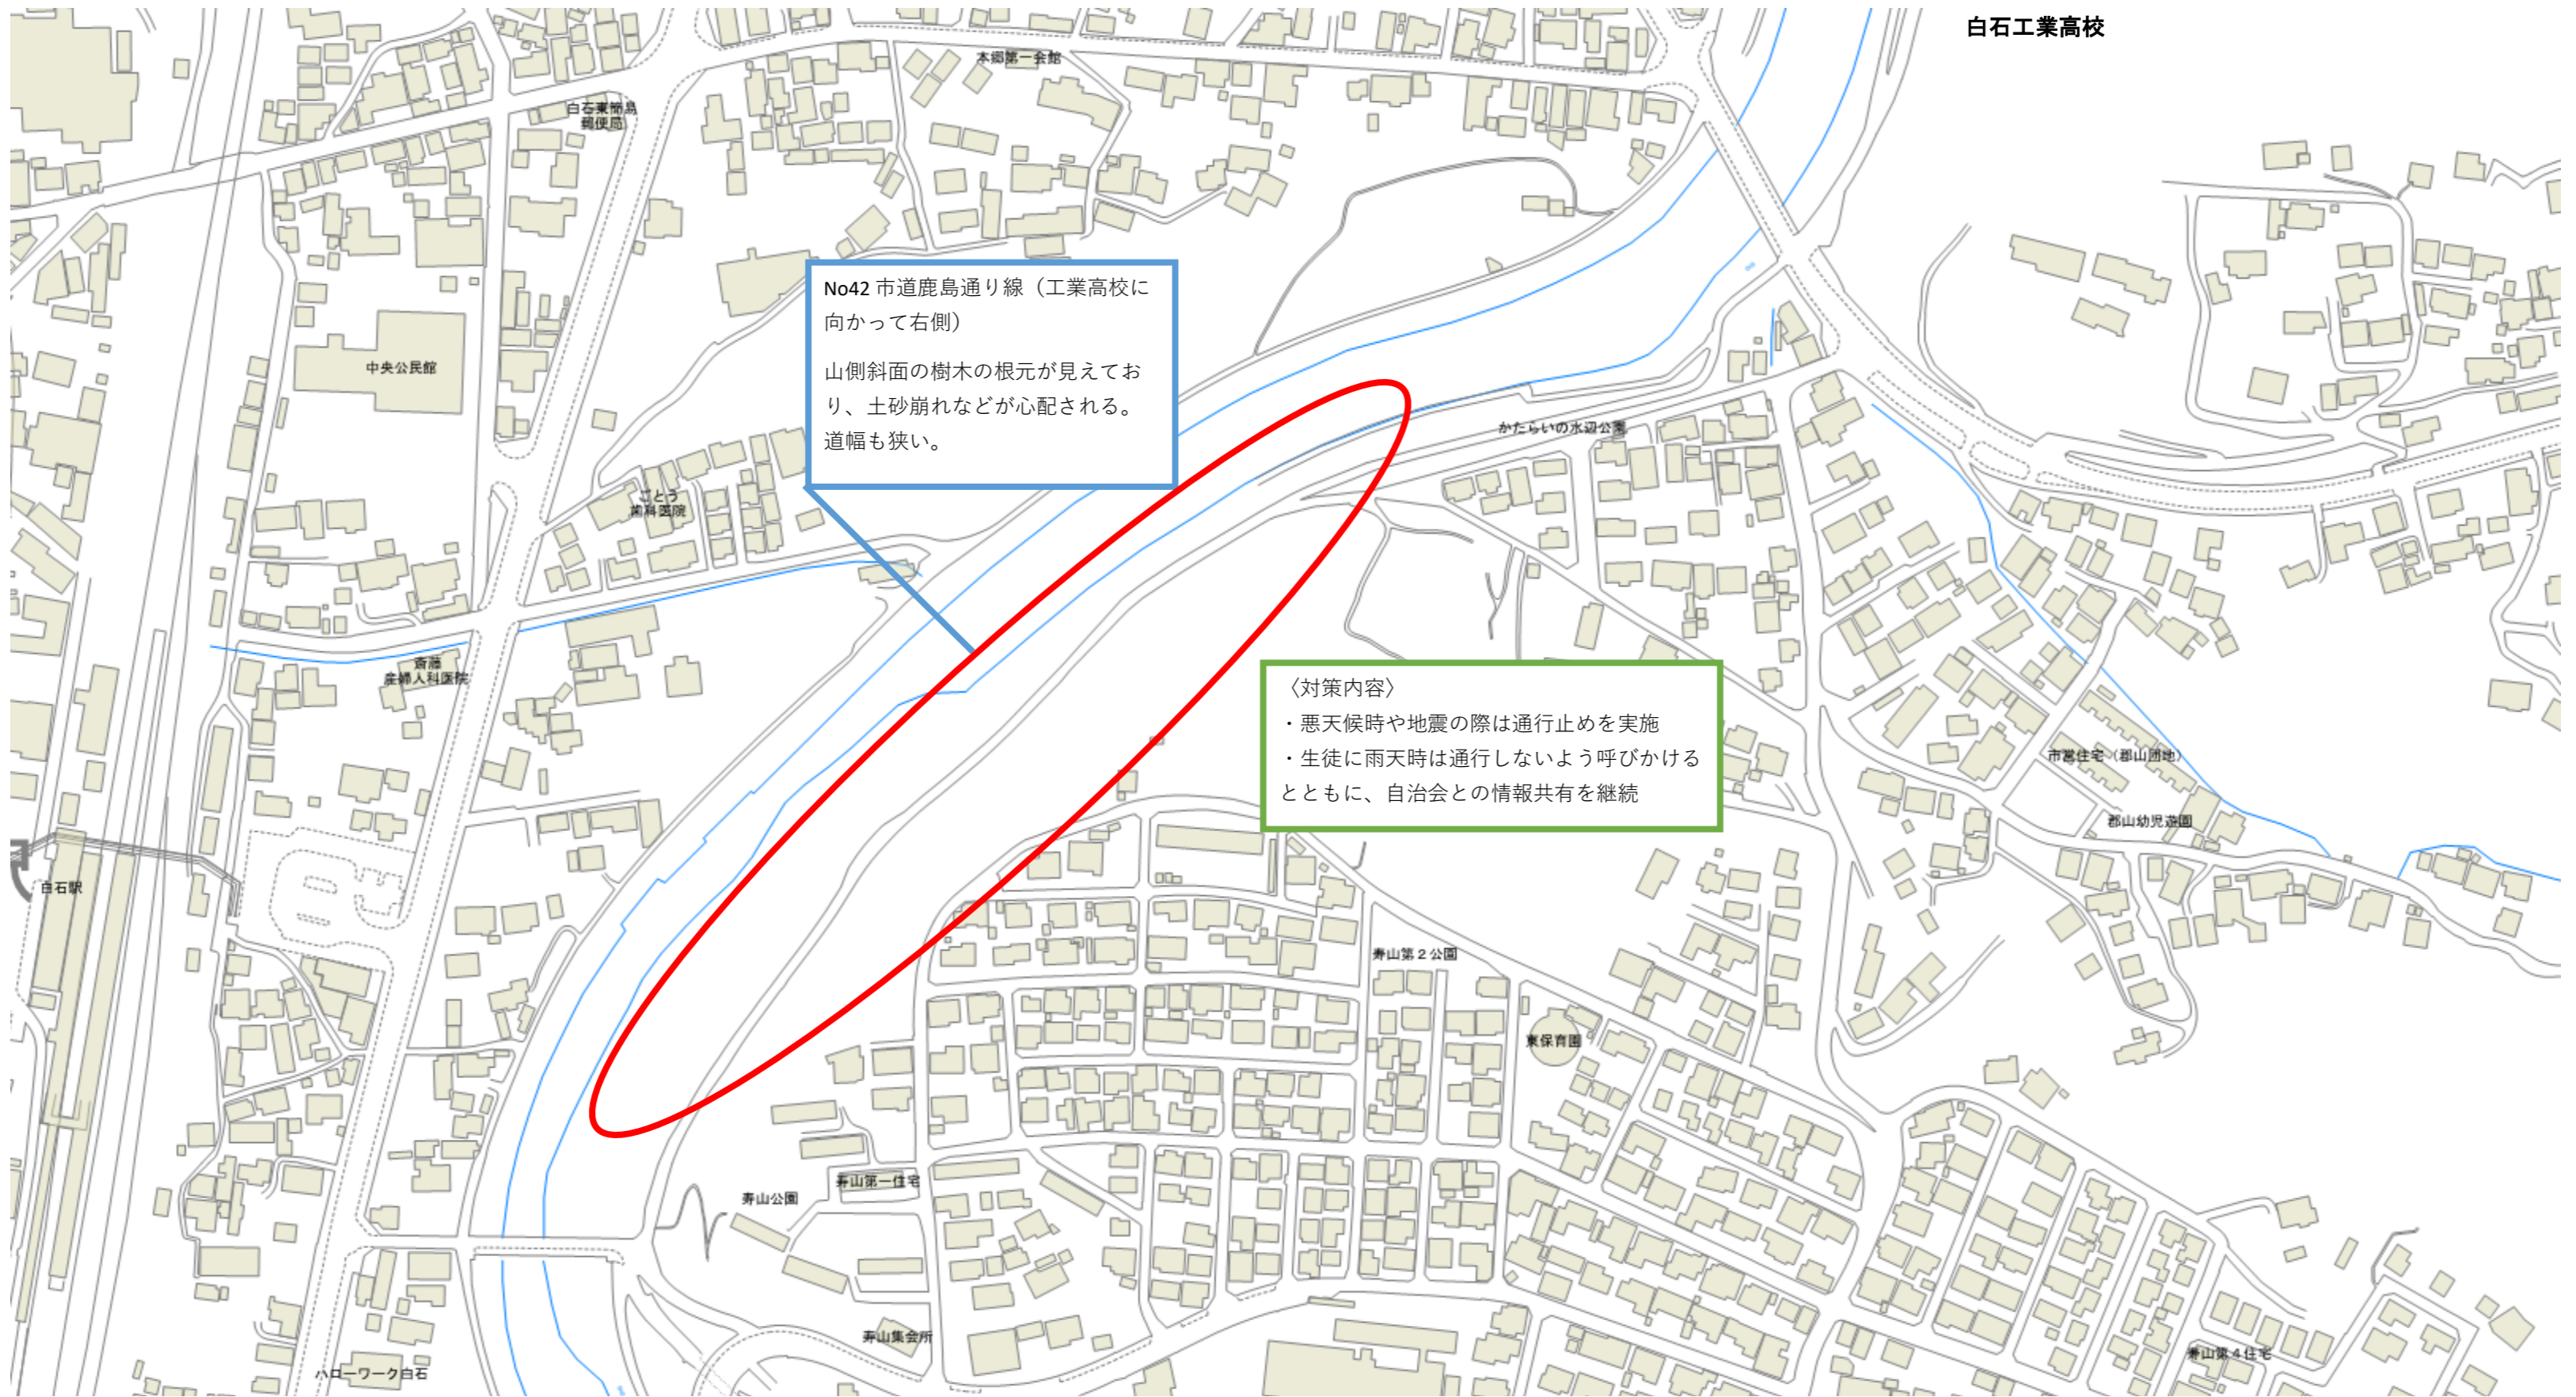 白石工業高校
本郷第一会館
白石東簡易
郵便局
No42 市道鹿島通り線（工業高校に
向かって右側）
山側斜面の樹木の根元が見えてお
り、土砂崩れなどが心配される。
道幅も狭い。
中央公民館
かたらいの水辺公園
ごとう
歯科医院
斎藤
産婦人科医院
〈対策内容〉
・悪天候時や地震の際は通行止めを実施
・生徒に雨天時は通行しないよう呼びかける
とともに、自治会との情報共有を継続
市営住宅（郡山団地）
郡山幼児遊園
白石駅
寿山第２公園
東保育園
寿山第一住宅
寿山公園
寿山集会所
ハローワーク白石
寿山第４住宅